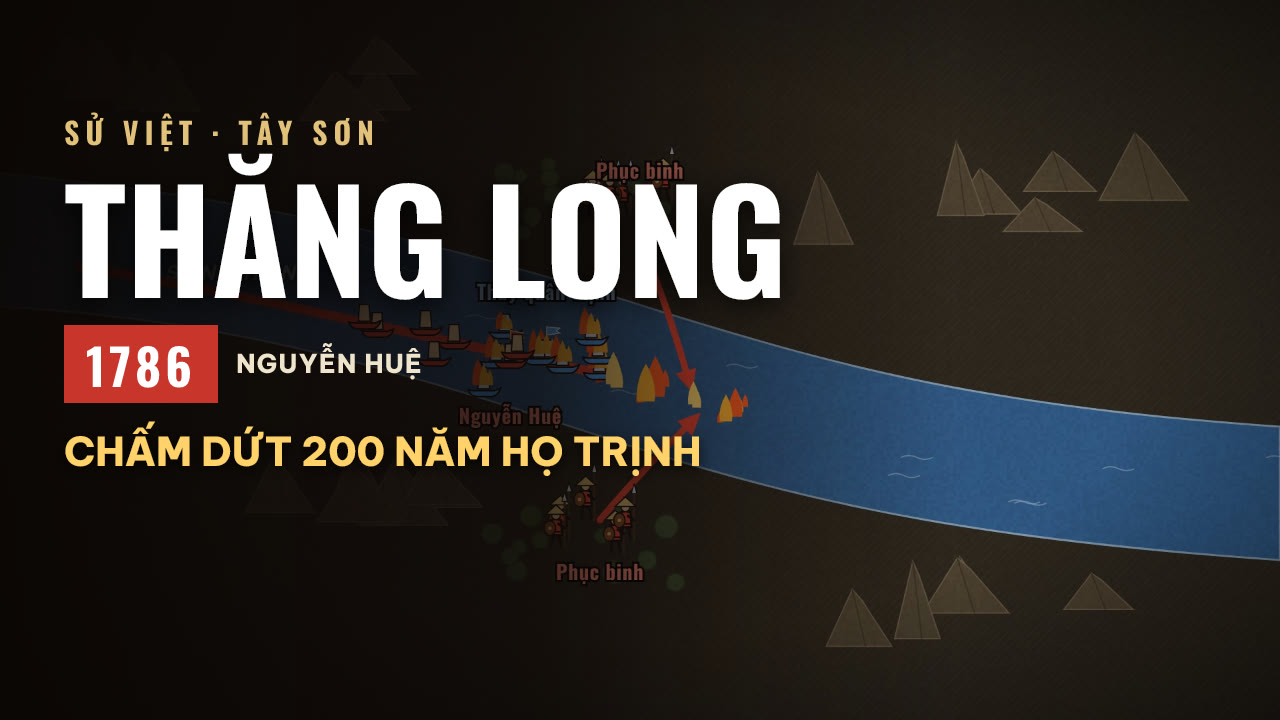 SỬ VIỆT · TÂY SƠN
THĂNG LONG
1786
NGUYỄN HUỆ
CHẤM DỨT 200 NĂM HỌ TRỊNH
Phục binh
Nguyễn Huệ
Phục binh